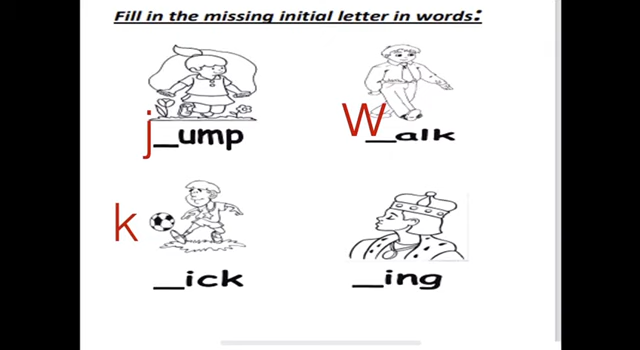 Fill in the missing initial letter in words:
j_ump W_alk
k
_ick _ing